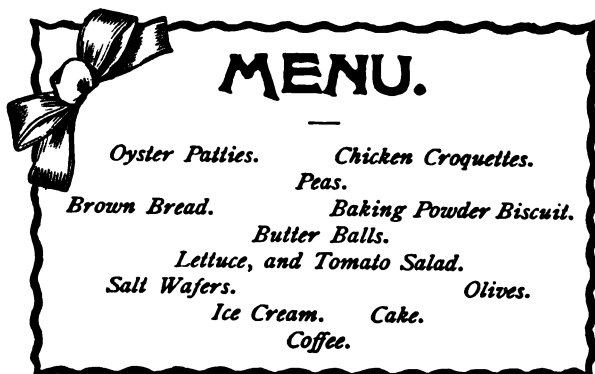 MENU.
Oyster Patties. Chicken Croquettes.
Peas.
Brown Bread. Baking Powder Biscuit.
Butter Balls.
Lettuce, and Tomato Salad.
Salt Wafers. Olives.
Ice Cream. Cake.
Coffee.